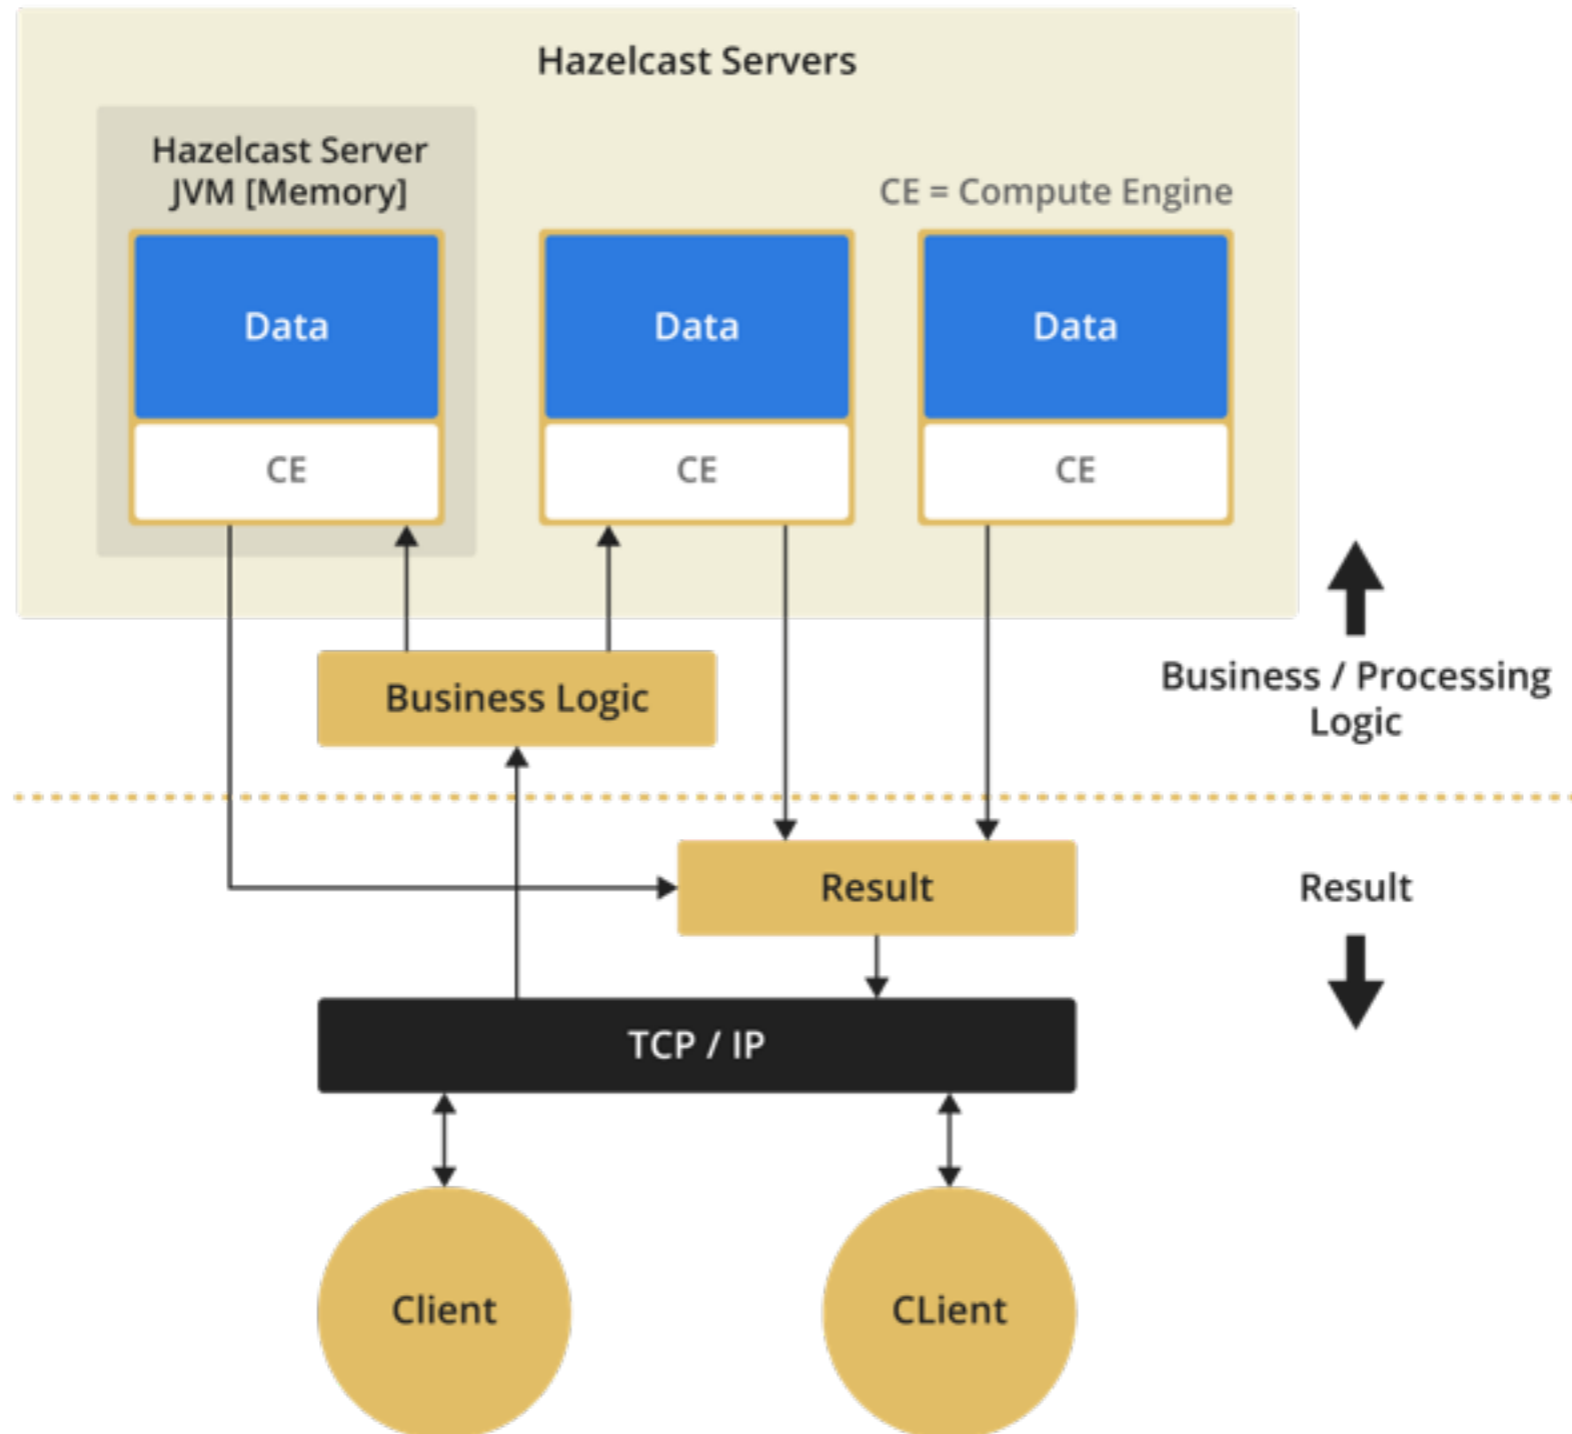 Hazelcast Servers
Hazelcast Server
JVM [Memory]
CE = Compute Engine
Data
Data
Data
CE
CE
CE
Business Logic
Business / Processing
Logic
Result
Result
TCP / IP
Client
CLient